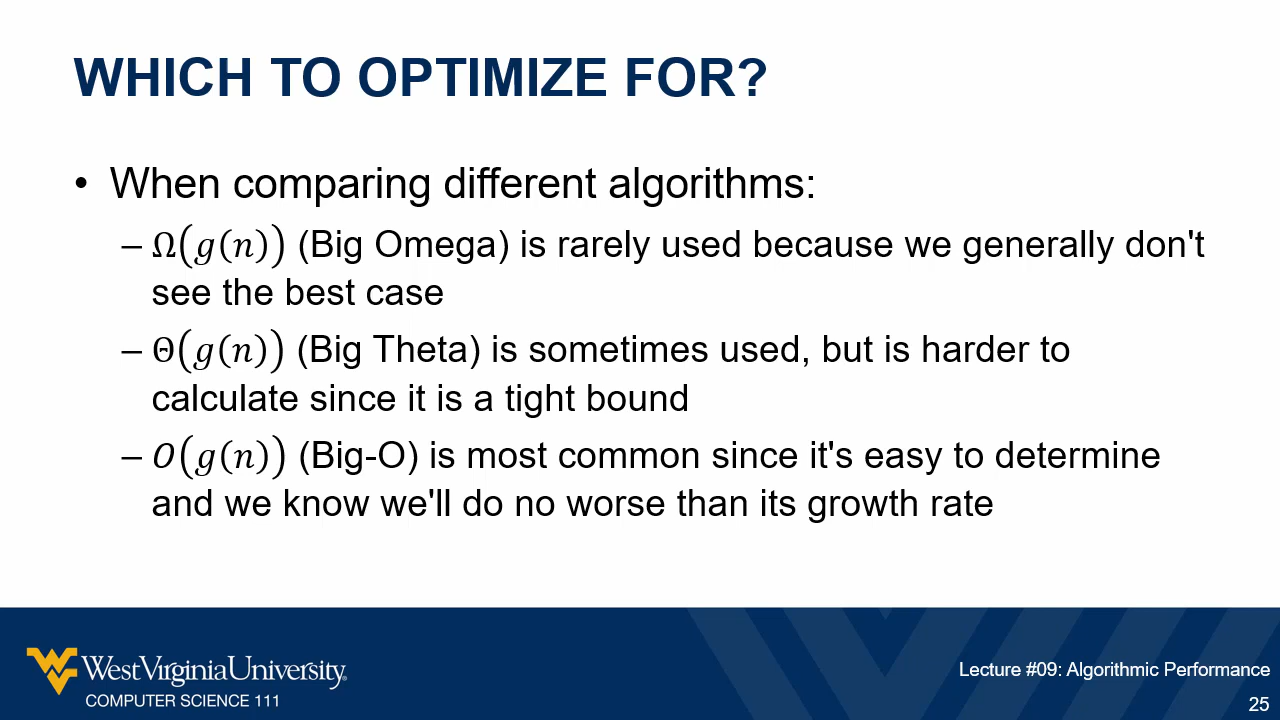 WHICH TO OPTIMIZE FOR?
• When comparing different algorithms:
– Ω(g(n)) (Big Omega) is rarely used because we generally don't
see the best case
– Θ(g(n)) (Big Theta) is sometimes used, but is harder to
calculate since it is a tight bound
– O(g(n)) (Big-O) is most common since it's easy to determine
and we know we'll do no worse than its growth rate
WestVirginiaUniversity.
COMPUTER SCIENCE 111
Lecture #09: Algorithmic Performance
25